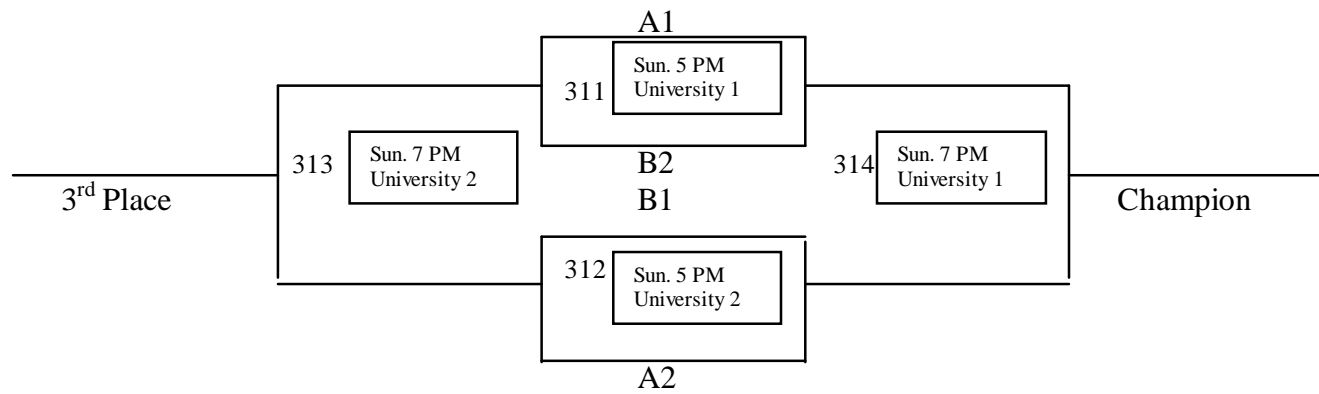 A1
311
Sun. 5 PM
University 1
313
Sun. 7 PM
University 2
B2
314
Sun. 7 PM
University 1
3rd Place
B1
Champion
312
Sun. 5 PM
University 2
A2